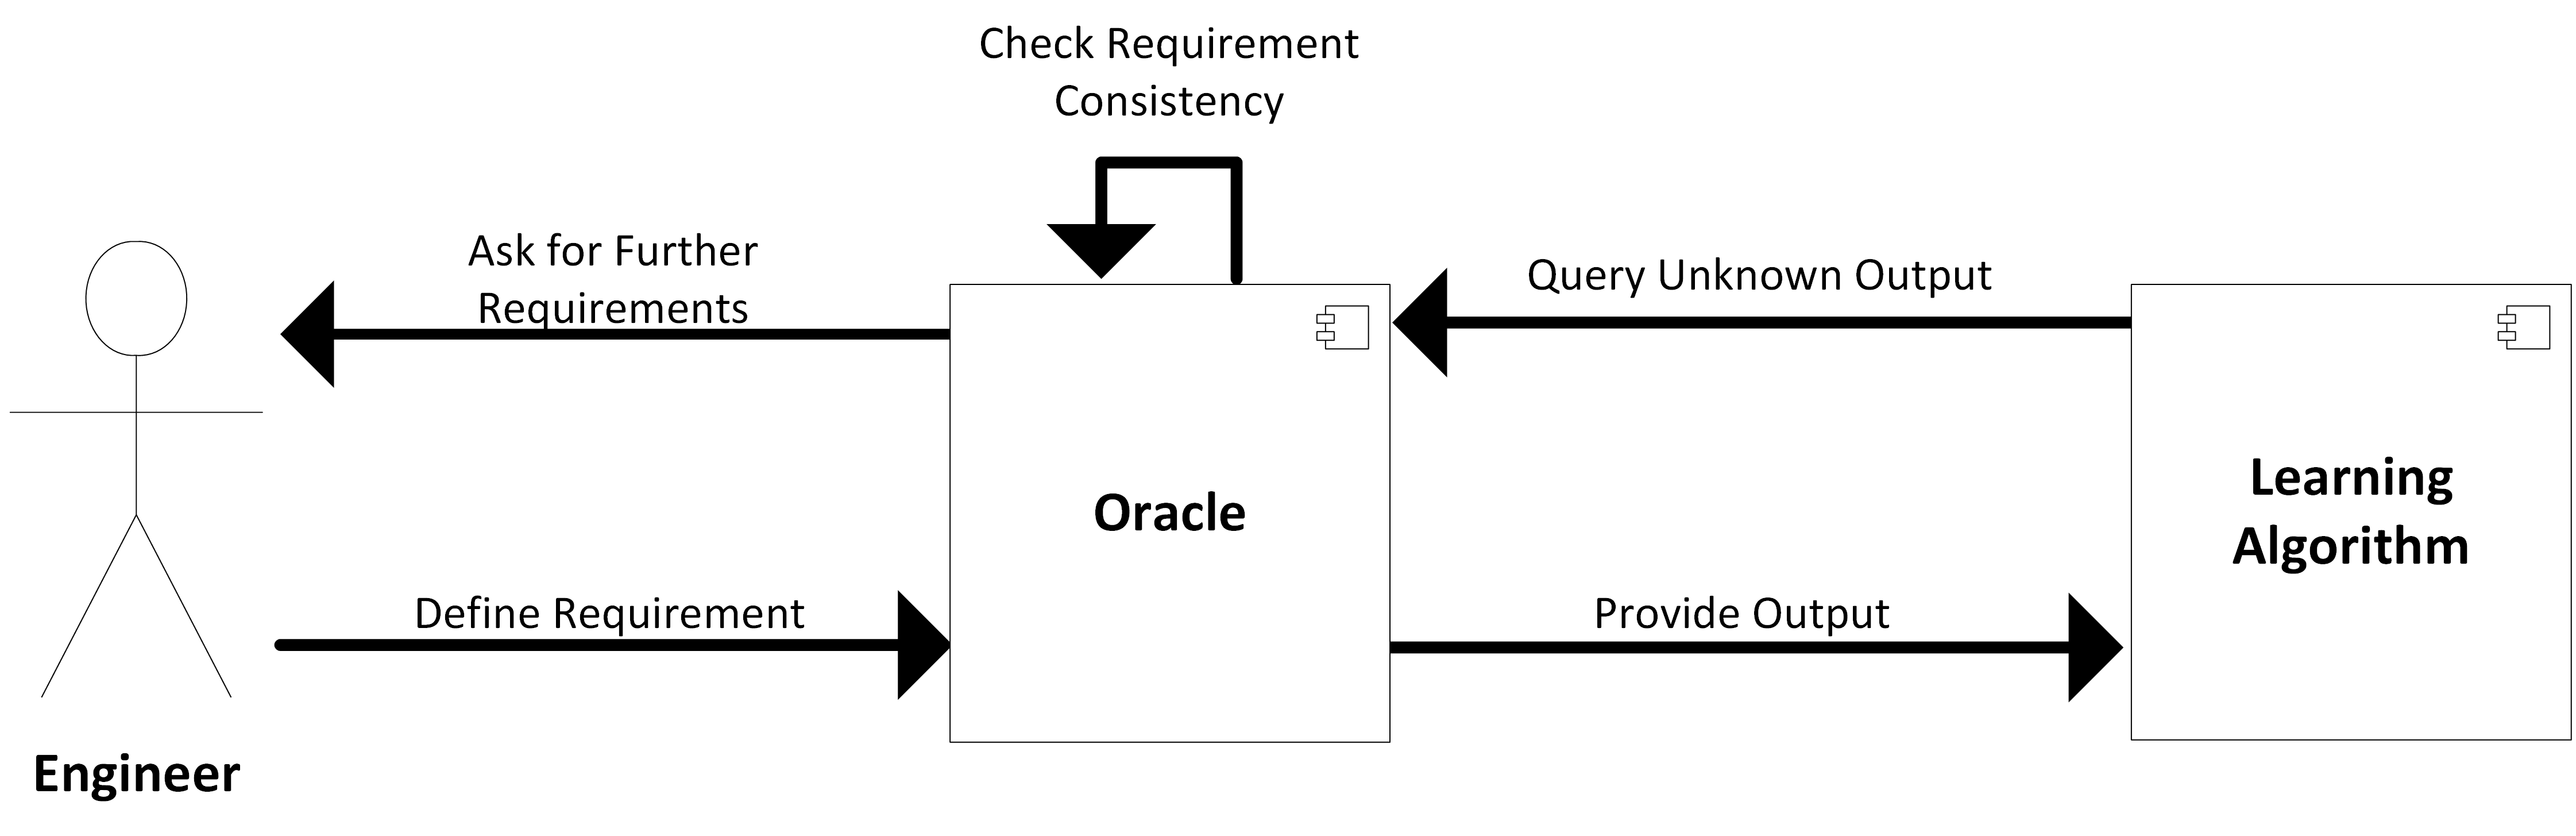 Check Requirement
Consistency
Ask for Further
Requirements
Query Unknown Output
Oracle
Learning
Algorithm
Define Requirement
Provide Output
Engineer